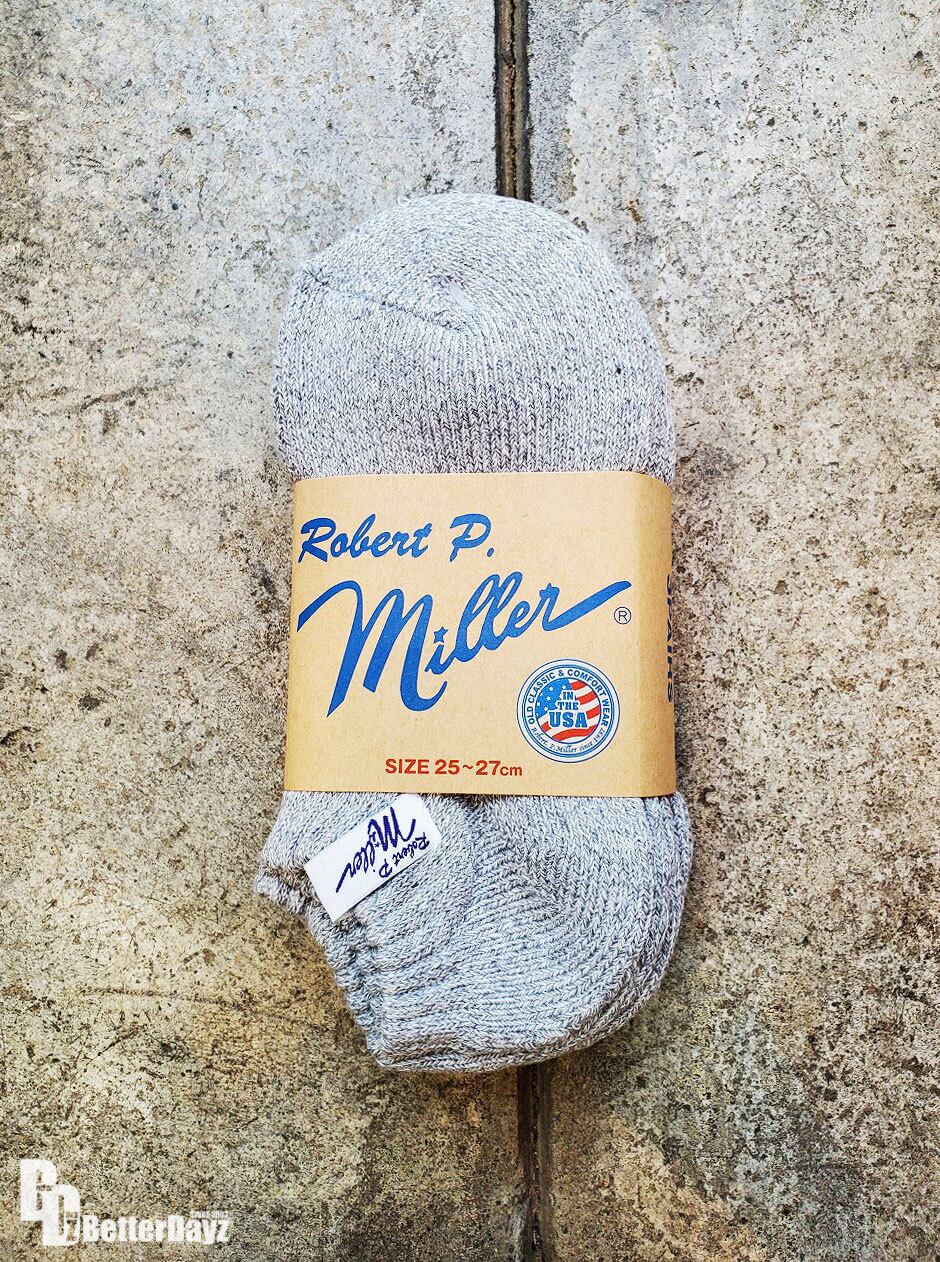 Robert P.
Miller ®
OLD CLASSIC & COMFORT WEAR
IN
THE
USA
SIZE 25~27cm
Robert P.
Miller
BetterDayz